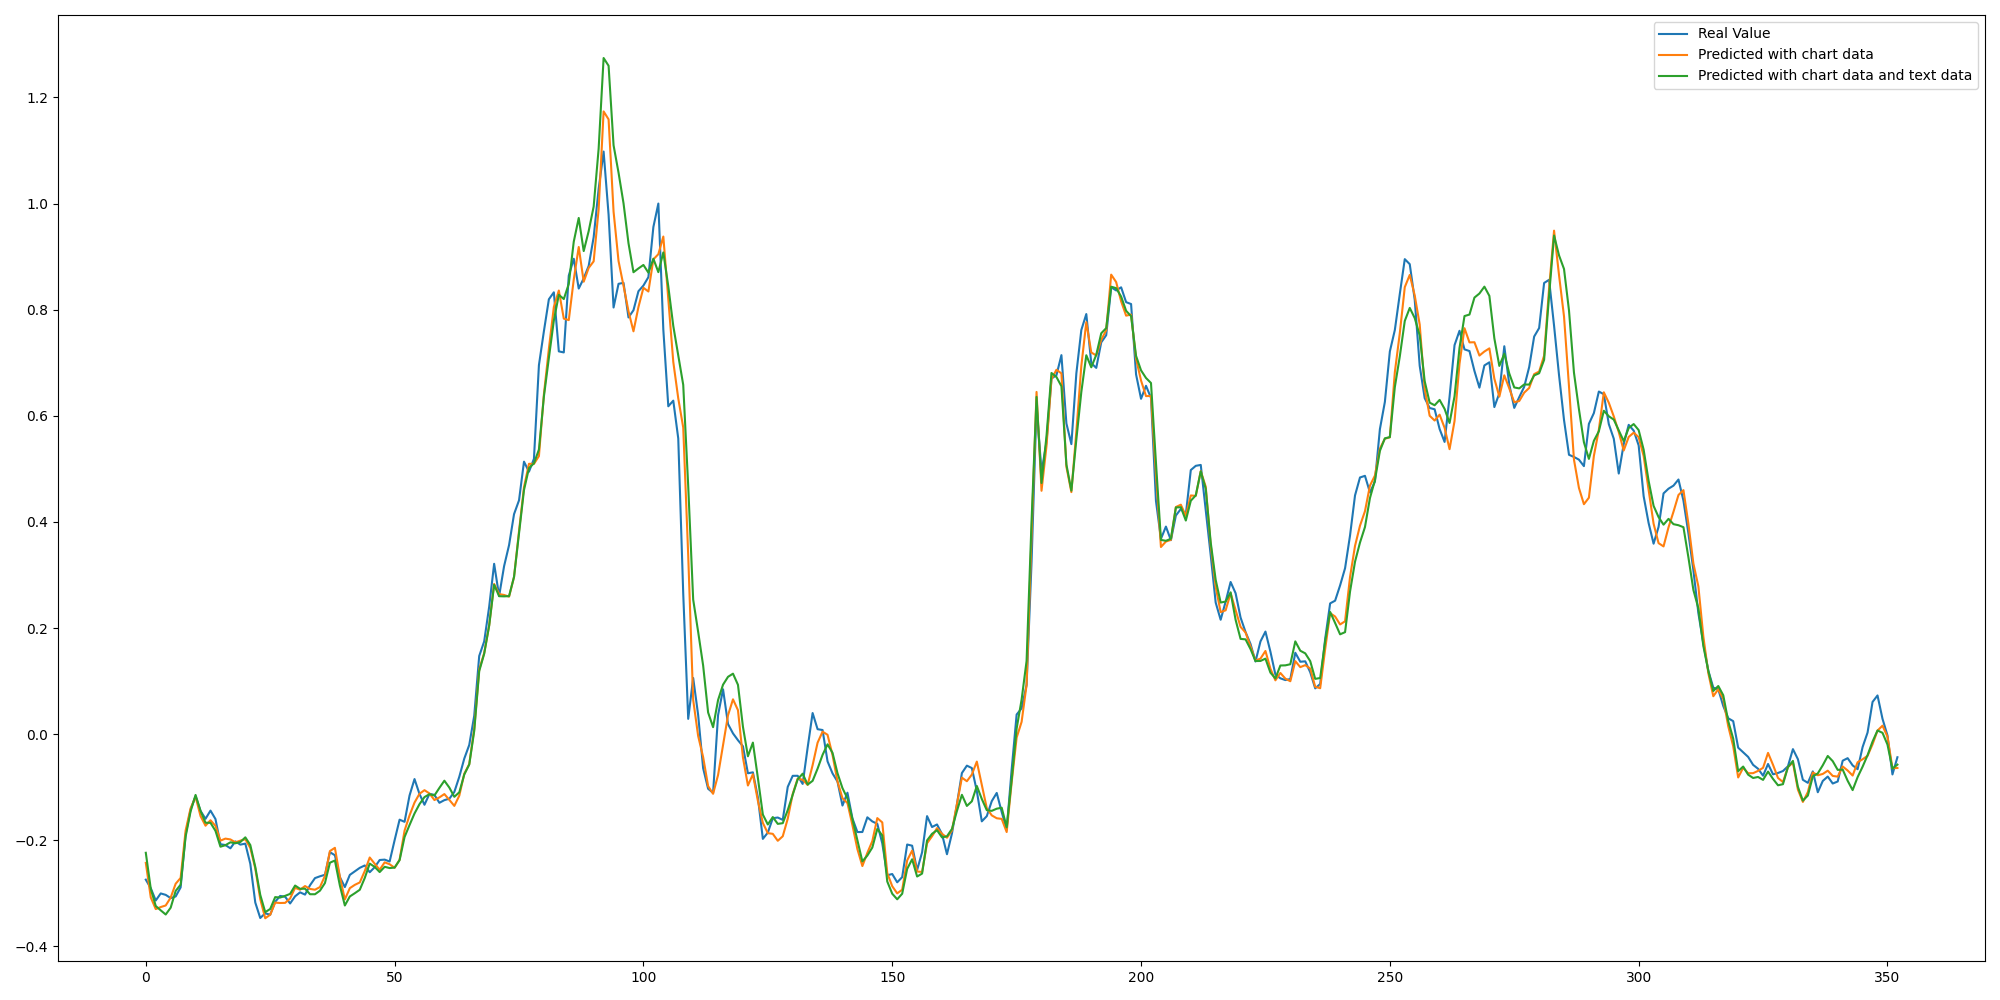 Real Value
Predicted with chart data
Predicted with chart data and text data
1.2
1.0
0.8
0.6
0.4
0.2
0.0
−0.2
−0.4
0 50 100 150 200 250 300 350